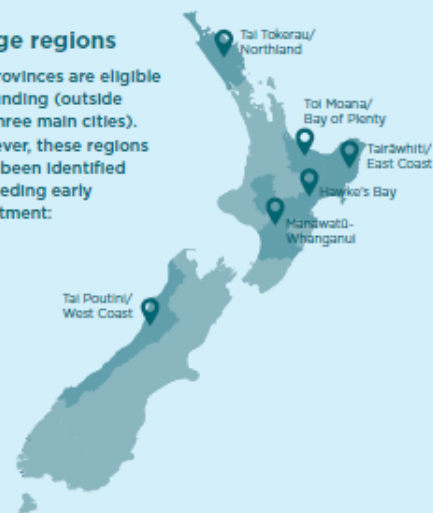 ge regions
rovinces are eligible
unding (outside
hree main cities).
ever, these regions
been identified
eding early
tment:
Tai Tokerau/
Northland
Toi Moana/
Bay of Plenty
Tairāwhiti/
East Coast
Hawke's Bay
Manawatū-
Whanganui
Tai Poutini/
West Coast